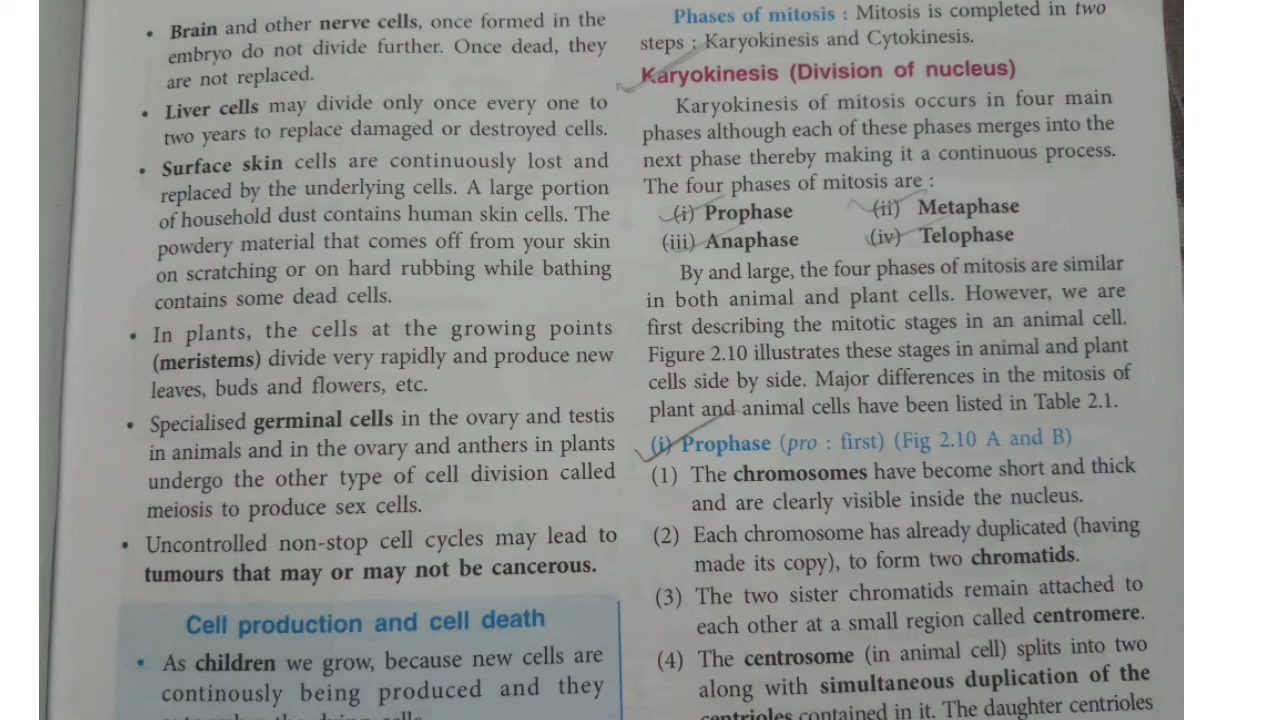 • Brain and other nerve cells, once formed in the
embryo do not divide further. Once dead, they
are not replaced.
• Liver cells may divide only once every one to
two years to replace damaged or destroyed cells.
• Surface skin cells are continuously lost and
replaced by the underlying cells. A large portion
of household dust contains human skin cells. The
powdery material that comes off from your skin
on scratching or on hard rubbing while bathing
contains some dead cells.
• In plants, the cells at the growing points
(meristems) divide very rapidly and produce new
leaves, buds and flowers, etc.
• Specialised germinal cells in the ovary and testis
in animals and in the ovary and anthers in plants
undergo the other type of cell division called
meiosis to produce sex cells.
• Uncontrolled non-stop cell cycles may lead to
tumours that may or may not be cancerous.
Cell production and cell death
• As children we grow, because new cells are
continously being produced and they
Phases of mitosis : Mitosis is completed in two
steps : Karyokinesis and Cytokinesis.
Karyokinesis (Division of nucleus)
Karyokinesis of mitosis occurs in four main
phases although each of these phases merges into the
next phase thereby making it a continuous process.
The four phases of mitosis are :
(i) Prophase (ii) Metaphase
(iii) Anaphase (iv) Telophase
By and large, the four phases of mitosis are similar
in both animal and plant cells. However, we are
first describing the mitotic stages in an animal cell.
Figure 2.10 illustrates these stages in animal and plant
cells side by side. Major differences in the mitosis of
plant and animal cells have been listed in Table 2.1.
(i) Prophase (pro : first) (Fig 2.10 A and B)
(1) The chromosomes have become short and thick
and are clearly visible inside the nucleus.
(2) Each chromosome has already duplicated (having
made its copy), to form two chromatids.
(3) The two sister chromatids remain attached to
each other at a small region called centromere.
(4) The centrosome (in animal cell) splits into two
along with simultaneous duplication of the
centrioles contained in it. The daughter centrioles